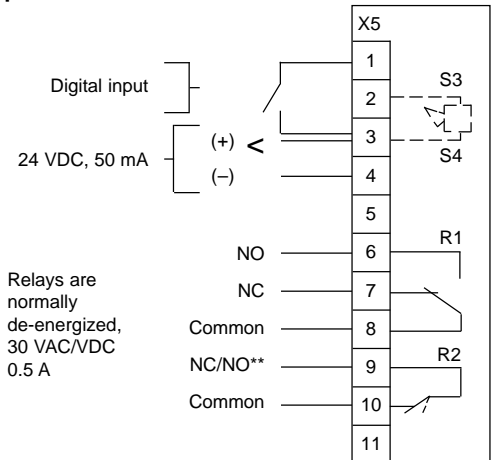 X5
1
Digital input
2
S3
(+)
<
3
24 VDC, 50 mA
S4
(–)
4
5
NO
6
R1
NC
7
Relays are
normally
de-energized,
30 VAC/VDC
0.5 A
Common
8
NC/NO**
9
R2
Common
10
11